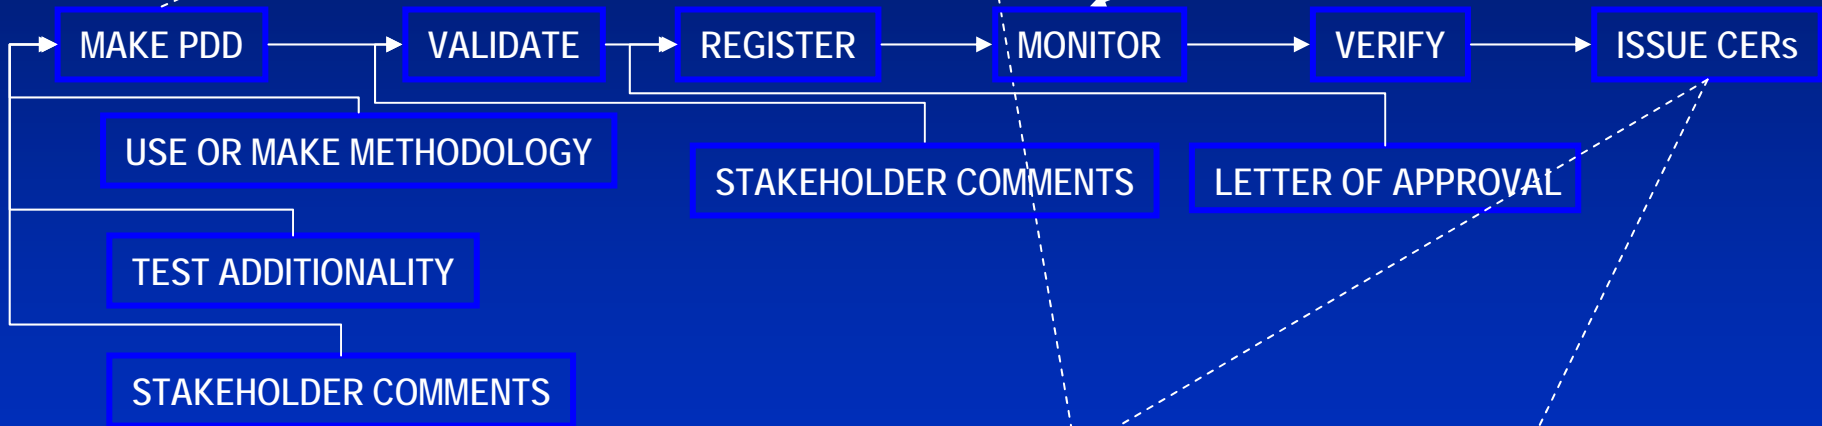 MAKE PDD
VALIDATE
REGISTER
MONITOR
VERIFY
ISSUE CERs
USE OR MAKE METHODOLOGY
STAKEHOLDER COMMENTS
LETTER OF APPROVAL
TEST ADDITIONALITY
STAKEHOLDER COMMENTS